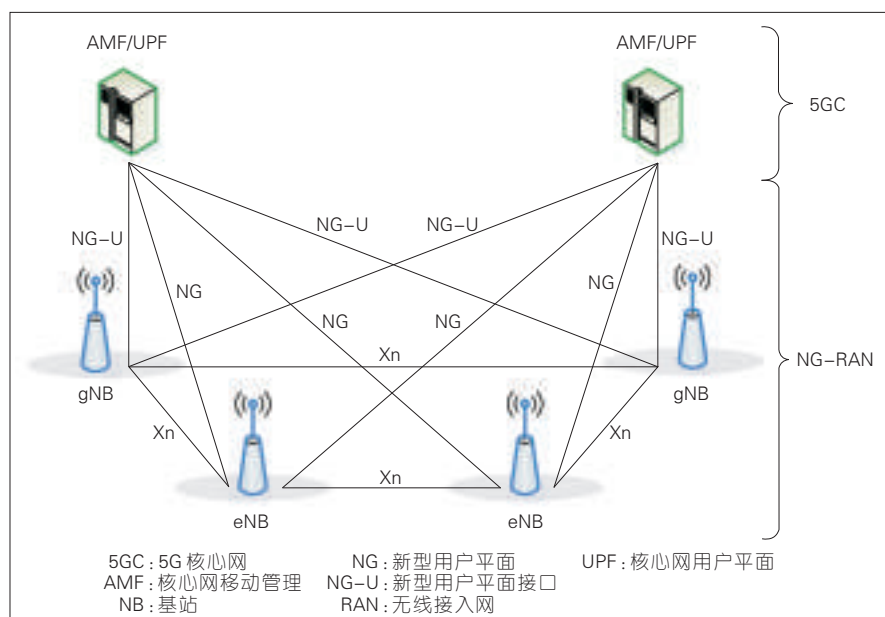 AMF/UPF AMF/UPF
5GC
NG-U NG-U
NG-U NG-U
NG NG
NG NG
Xn
NG-RAN
gNB gNB
Xn Xn
Xn
eNB eNB
5GC:5G核心网 NG:新型用户平面 UPF:核心网用户平面
AMF:核心网移动管理 NG-U:新型用户平面接口
NB:基站 RAN:无线接入网